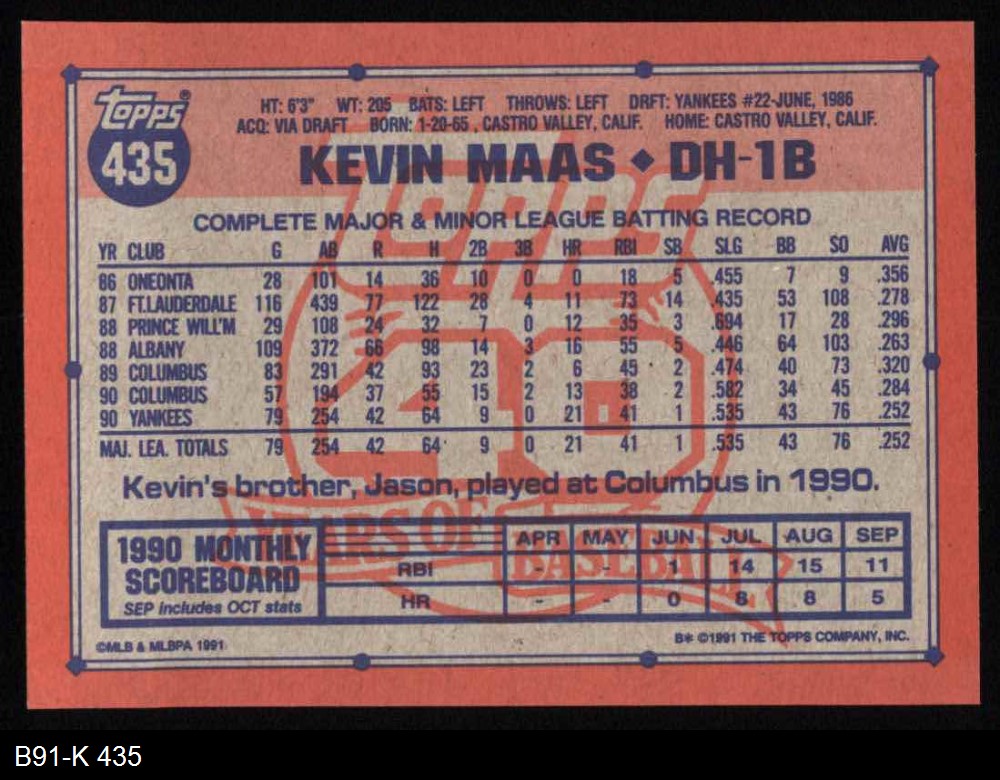 topps®
435
HT: 6'3" WT: 205 BATS: LEFT THROWS: LEFT DRFT: YANKEES #22-JUNE, 1986
ACQ: VIA DRAFT BORN: 1-20-65 , CASTRO VALLEY, CALIF. HOME: CASTRO VALLEY, CALIF.
KEVIN MAAS ◆ DH-1B
COMPLETE MAJOR & MINOR LEAGUE BATTING RECORD
YR CLUB G AB R H 2B 3B HR RBI SB SLG BB SO AVG
86 ONEONTA 28 101 14 36 10 0 0 18 5 .455 7 9 .356
87 FT.LAUDERDALE 116 439 77 122 28 4 11 73 14 .435 53 108 .278
88 PRINCE WILL'M 29 108 24 32 7 0 12 35 3 .694 17 28 .296
88 ALBANY 109 372 66 98 14 3 16 55 5 .446 64 103 .263
89 COLUMBUS 83 291 42 93 23 2 6 45 2 .474 40 73 .320
90 COLUMBUS 57 194 37 55 15 2 13 38 2 .582 34 45 .284
90 YANKEES 79 254 42 64 9 0 21 41 1 .535 43 76 .252
MAJ. LEA. TOTALS 79 254 42 64 9 0 21 41 1 .535 43 76 .252
Topps
40
YEARS OF BASEBALL
Kevin's brother, Jason, played at Columbus in 1990.
1990 MONTHLY
SCOREBOARD
SEP includes OCT stats
APR MAY JUN JUL AUG SEP
RBI - - 1 14 15 11
HR - - 0 8 8 5
©MLB & MLBPA 1991
B* ©1991 THE TOPPS COMPANY, INC.
B91-K 435